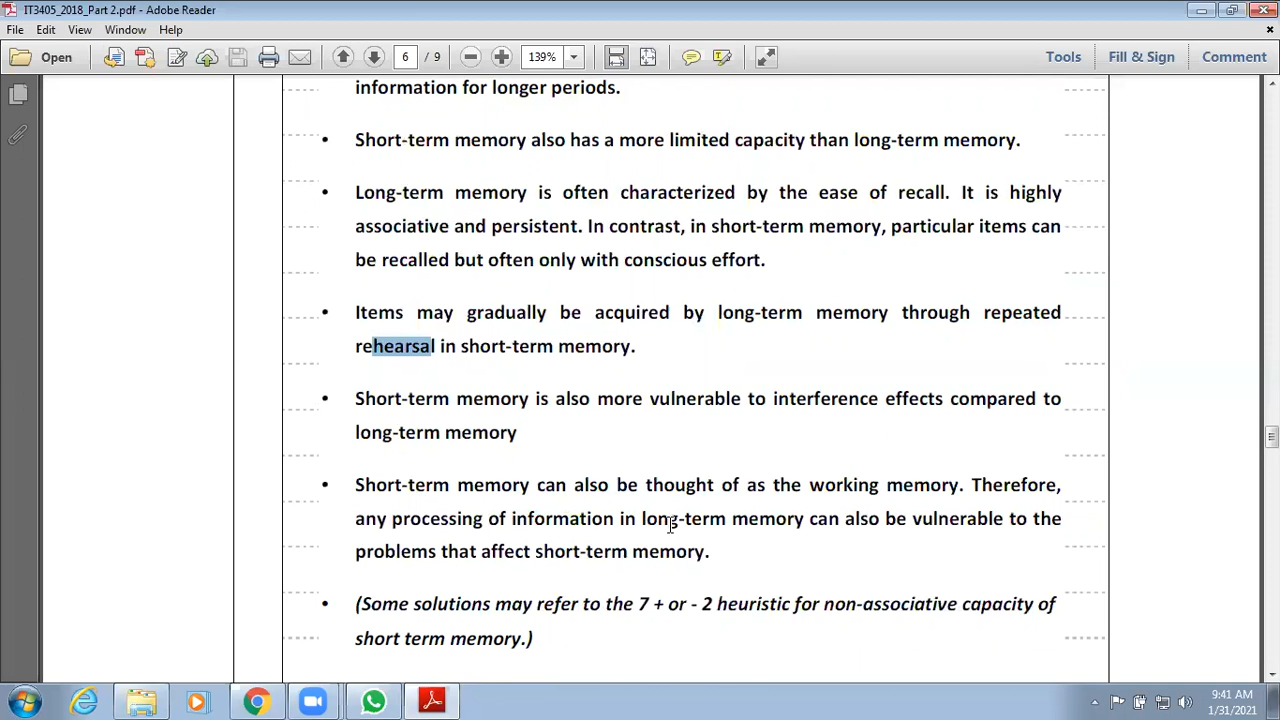 IT3405_2018_Part 2.pdf - Adobe Reader
File Edit View Window Help
Open 6 / 9 139% Tools Fill & Sign Comment
information for longer periods.
• Short-term memory also has a more limited capacity than long-term memory.
• Long-term memory is often characterized by the ease of recall. It is highly
associative and persistent. In contrast, in short-term memory, particular items can
be recalled but often only with conscious effort.
• Items may gradually be acquired by long-term memory through repeated
rehearsal in short-term memory.
• Short-term memory is also more vulnerable to interference effects compared to
long-term memory
• Short-term memory can also be thought of as the working memory. Therefore,
any processing of information in long-term memory can also be vulnerable to the
problems that affect short-term memory.
• (Some solutions may refer to the 7 + or - 2 heuristic for non-associative capacity of
short term memory.)
9:41 AM
1/31/2021